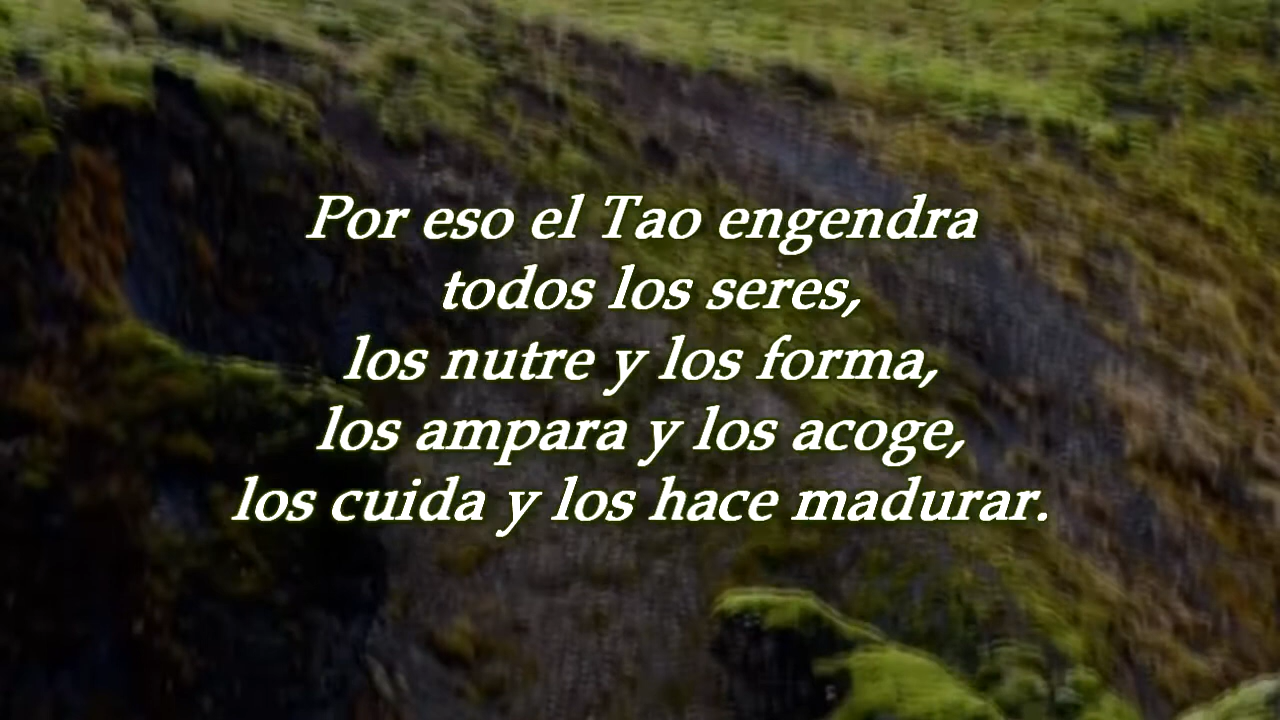 Por eso el Tao engendra
todos los seres,
los nutre y los forma,
los ampara y los acoge,
los cuida y los hace madurar.